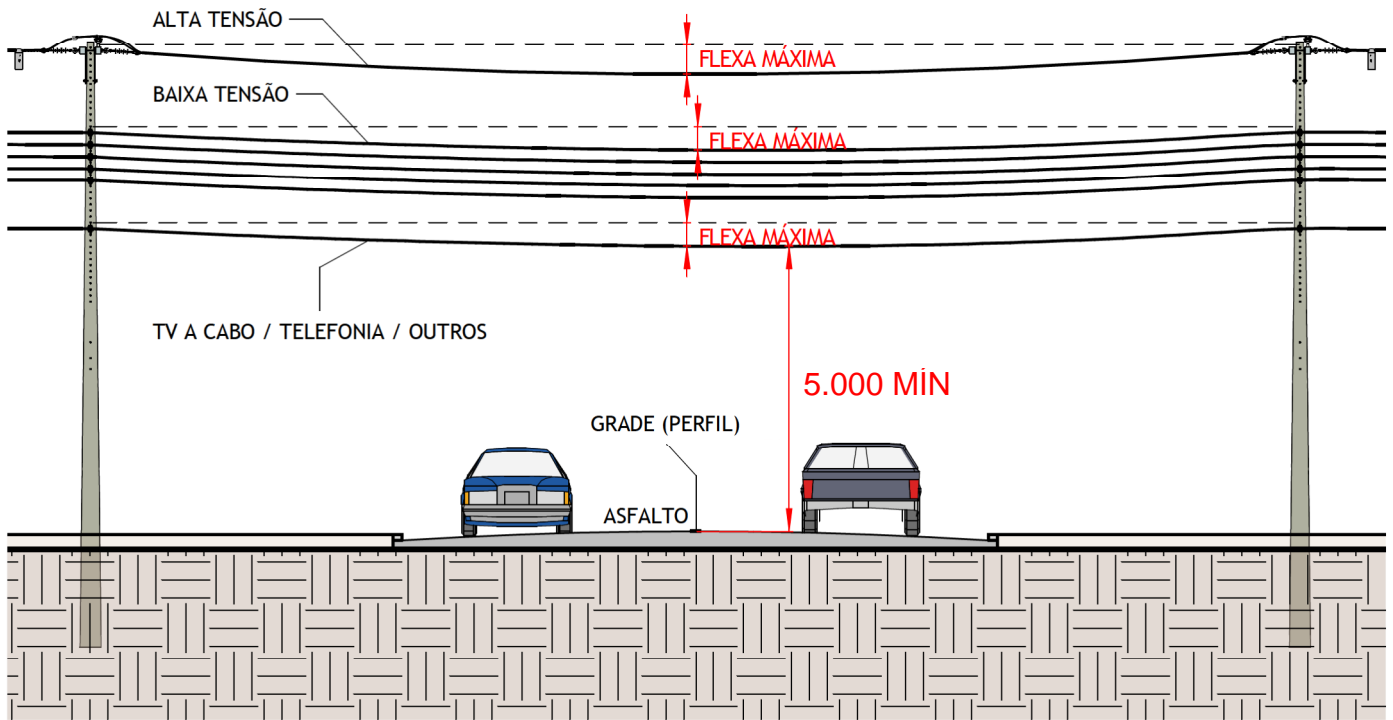 ALTA TENSÃO
FLEXA MÁXIMA
BAIXA TENSÃO
FLEXA MÁXIMA
FLEXA MÁXIMA
TV A CABO / TELEFONIA / OUTROS
5.000 MÍN
GRADE (PERFIL)
ASFALTO